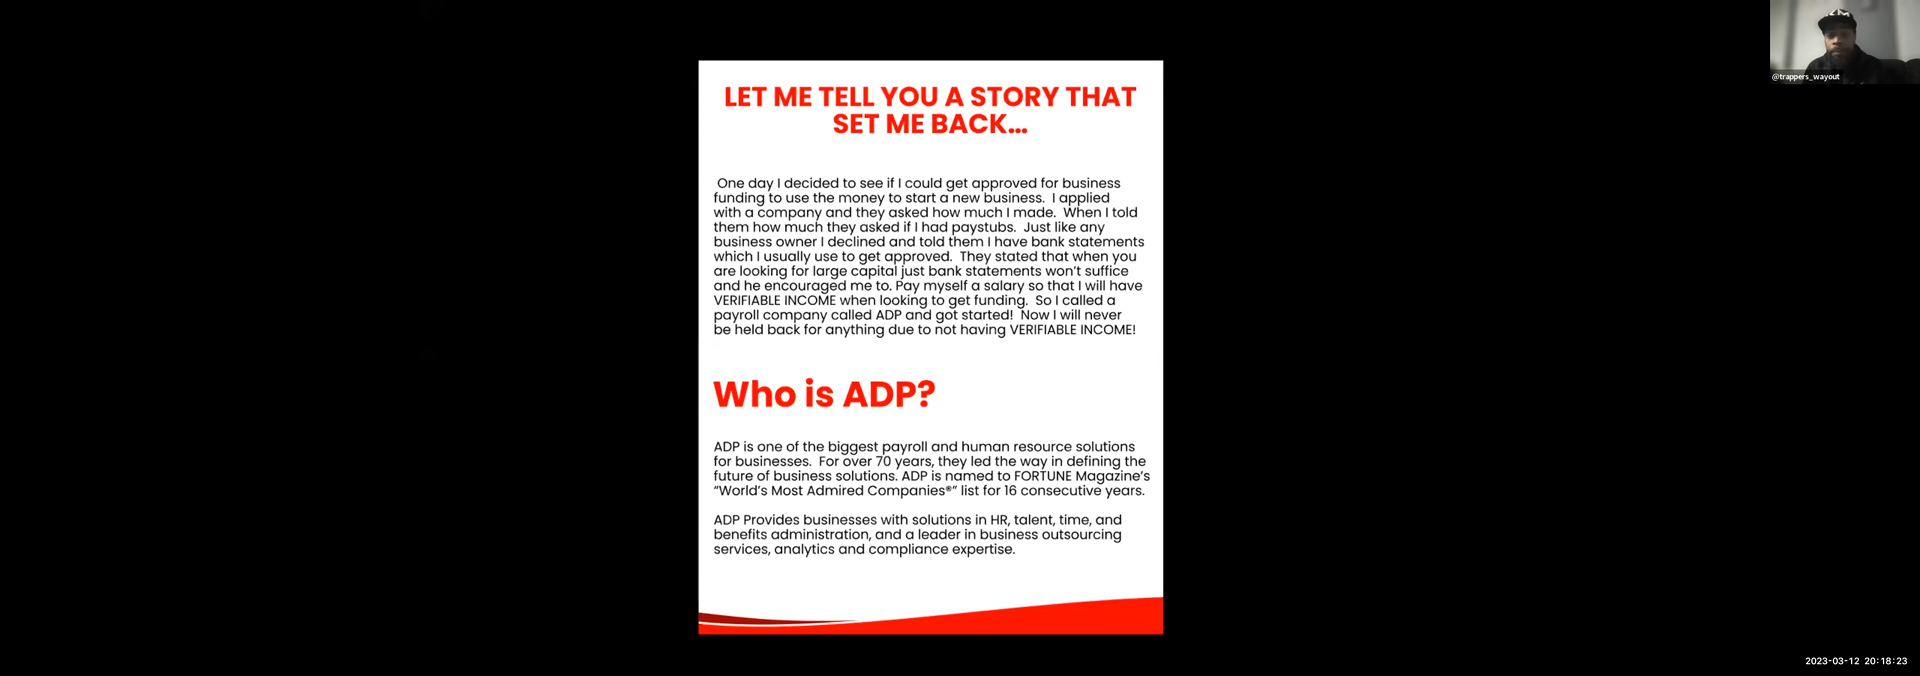 LET ME TELL YOU A STORY THAT
SET ME BACK...
One day I decided to see if I could get approved for business
funding to use the money to start a new business.  I applied
with a company and they asked how much I made.  When I told
them how much they asked if I had paystubs.  Just like any
business owner I declined and told them I have bank statements
which I usually use to get approved.  They stated that when you
are looking for large capital just bank statements won't suffice
and he encouraged me to. Pay myself a salary so that I will have
VERIFIABLE INCOME when looking to get funding.  So I called a
payroll company called ADP and got started!  Now I will never
be held back for anything due to not having VERIFIABLE INCOME!
Who is ADP?
ADP is one of the biggest payroll and human resource solutions
for businesses.  For over 70 years, they led the way in defining the
future of business solutions. ADP is named to FORTUNE Magazine's
"World's Most Admired Companies®" list for 16 consecutive years.
ADP Provides businesses with solutions in HR, talent, time, and
benefits administration, and a leader in business outsourcing
services, analytics and compliance expertise.
@trappers_wayout
2023-03-12 20:18:23